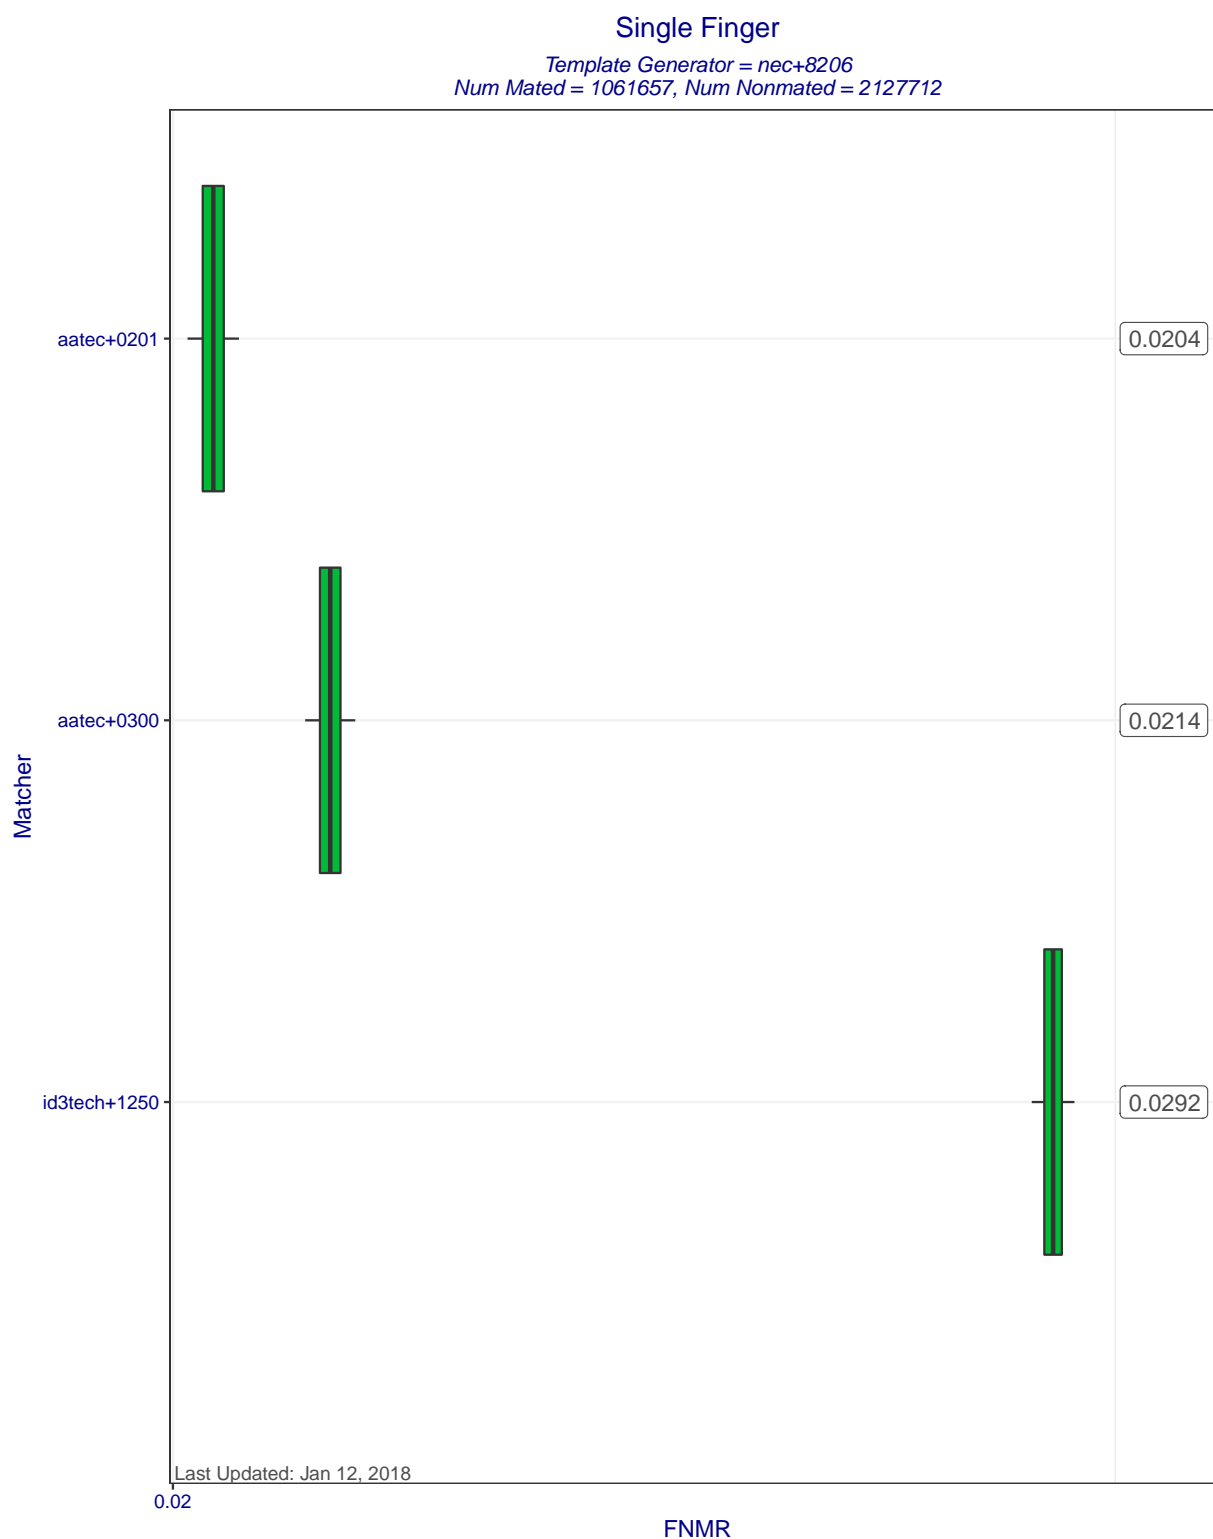 Single Finger
Template Generator = nec+8206
Num Mated = 1061657, Num Nonmated = 2127712
aatec+0201
0.0204
aatec+0300
0.0214
Matcher
id3tech+1250
0.0292
Last Updated: Jan 12, 2018
0.02
FNMR